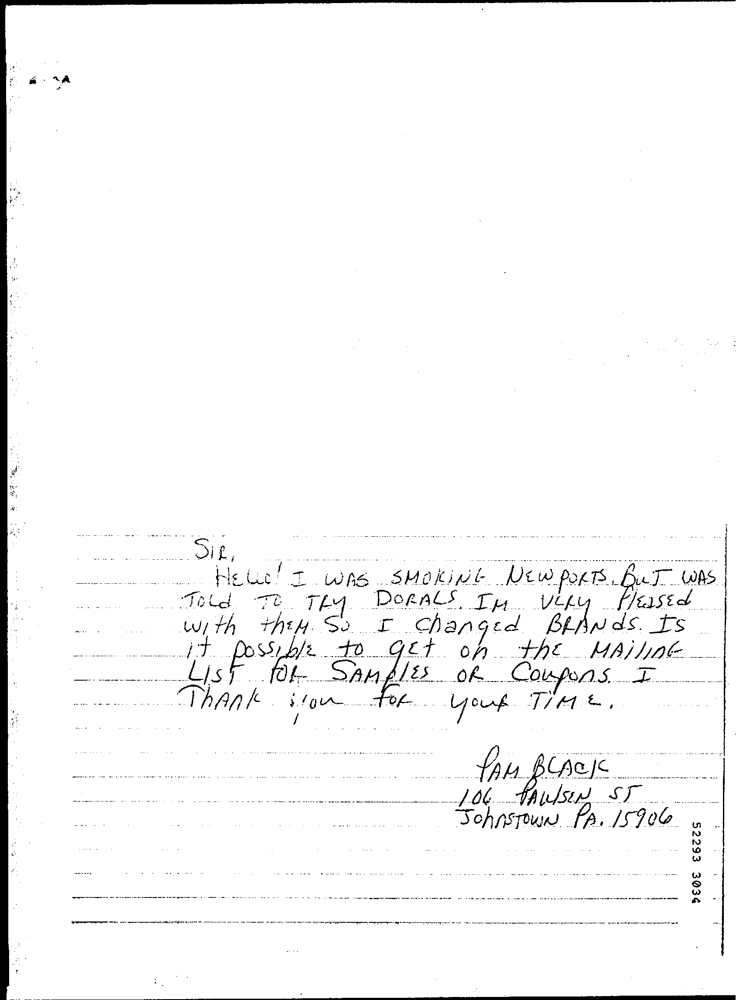 SIR,
HELLO! I WAS SMOKING NEWPORTS. BUT WAS
TOLD TO TRY DORALS. IM VERY PLEASED
WITH THEM. SO I CHANGED BRANDS. IS
IT POSSIBLE TO GET ON THE MAILING
LIST FOR SAMPLES OR COUPONS. I
THANK YOU FOR YOUR TIME.
PAM BLACK
106 ST
JOHNSTOWN PA. 15906
52293 3034